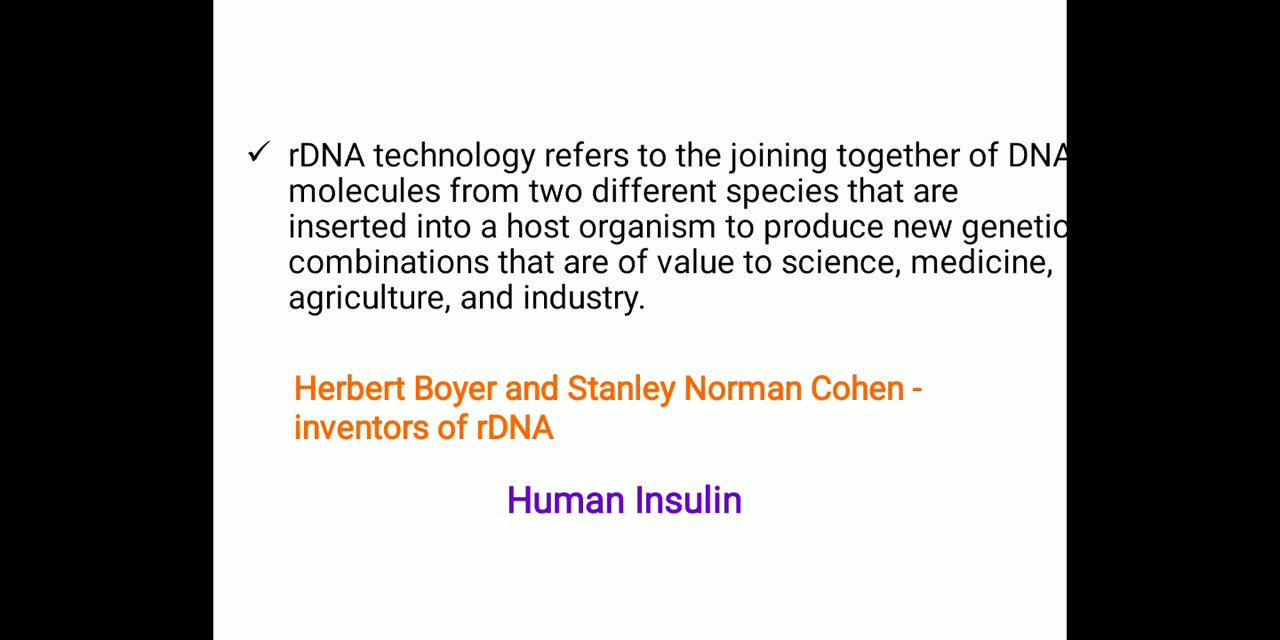 ✓ rDNA technology refers to the joining together of DNA
molecules from two different species that are
inserted into a host organism to produce new genetic
combinations that are of value to science, medicine,
agriculture, and industry.
Herbert Boyer and Stanley Norman Cohen -
inventors of rDNA
Human Insulin